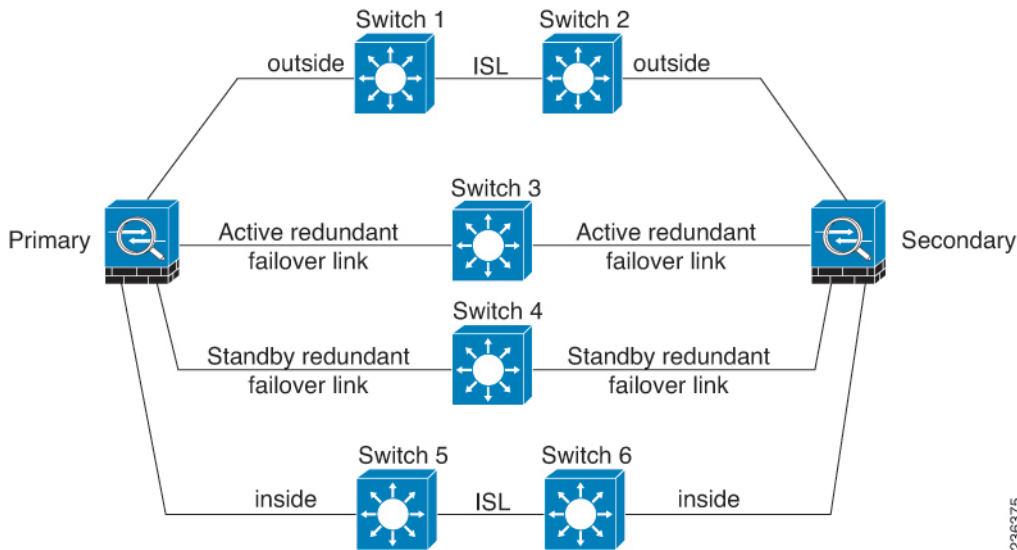 Switch 1
Switch 2
outside
ISL
outside
Switch 3
Primary
Active redundant
failover link
Active redundant
failover link
Secondary
Switch 4
Standby redundant
failover link
Standby redundant
failover link
Switch 5
Switch 6
inside
ISL
inside
236375